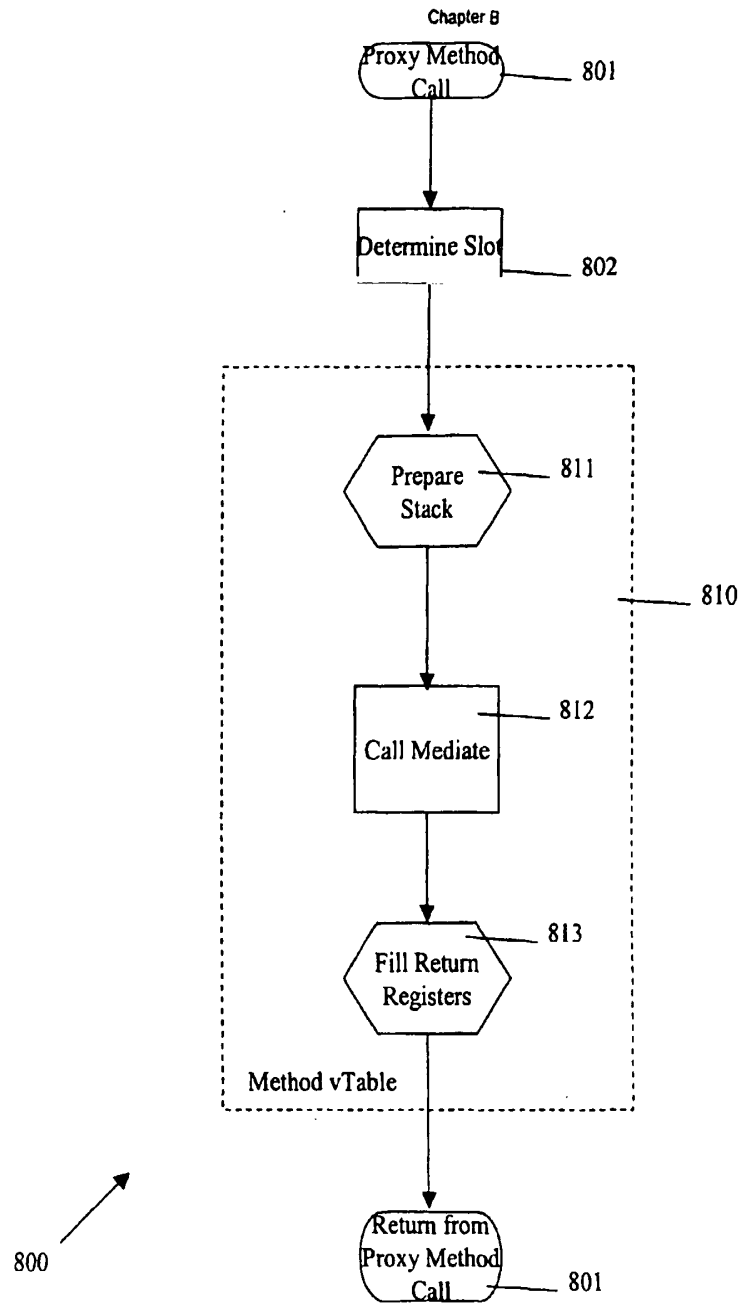 Chapter B
Proxy Method
Call
801
Determine Slot
802
Prepare
Stack
811
810
Call Mediate
812
Fill Return
Registers
813
Method vTable
Return from
Proxy Method
Call
801
800